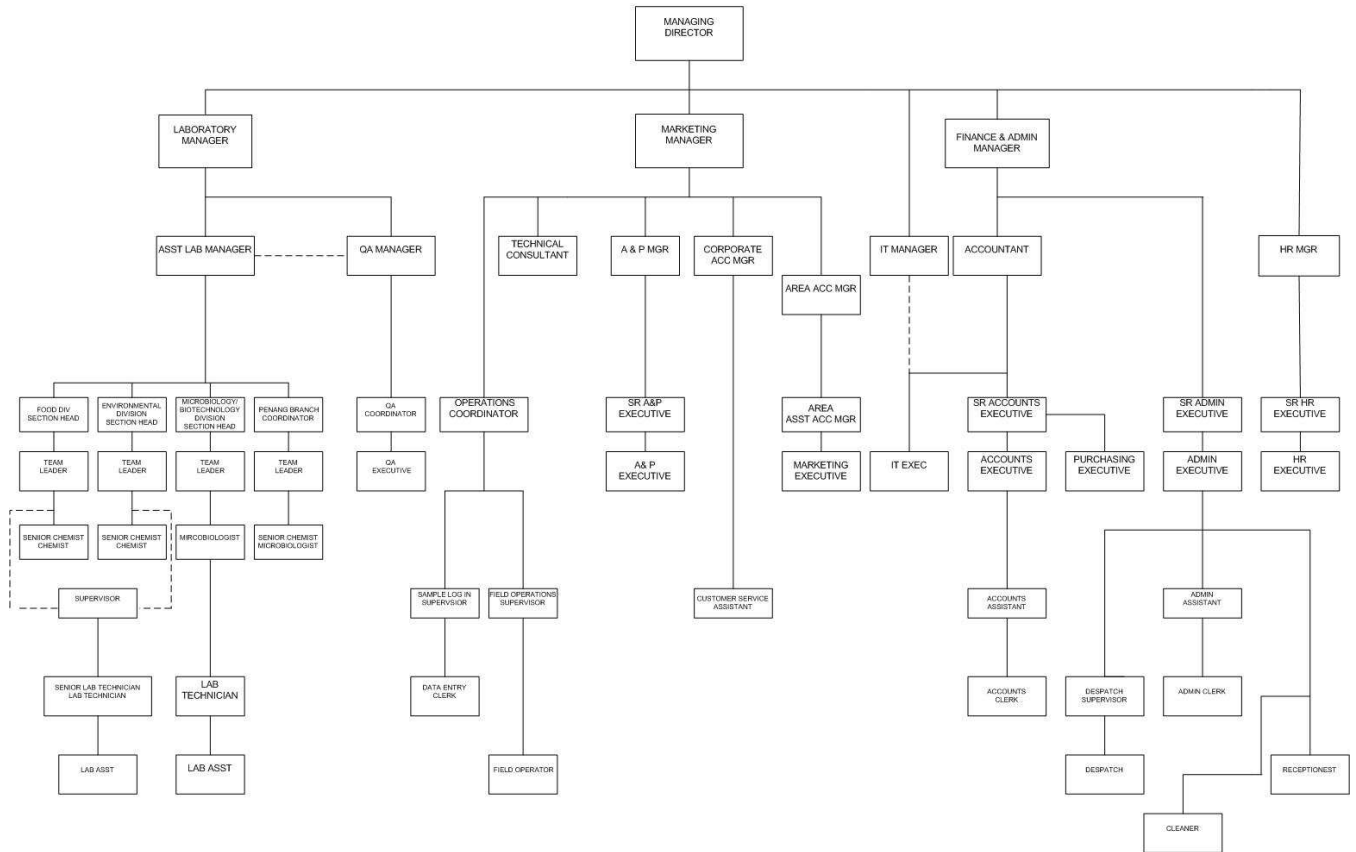 MANAGING
DIRECTOR
LABORATORY
MANAGER
MARKETING
MANAGER
FINANCE & ADMIN
MANAGER
ASST LAB MANAGER
QA MANAGER
TECHNICAL
CONSULTANT
A & P MGR
CORPORATE
ACC MGR
IT MANAGER
ACCOUNTANT
HR MGR
AREA ACC MGR
FOOD DIV
SECTION HEAD
ENVIRONMENTAL
DIVISION
SECTION HEAD
MICROBIOLOGY/
BIOTECHNOLOGY
DIVISION
SECTION HEAD
PENANG BRANCH
COORDINATOR
QA
COORDINATOR
OPERATIONS
COORDINATOR
SR A&P
EXECUTIVE
AREA
ASST ACC MGR
SR ACCOUNTS
EXECUTIVE
SR ADMIN
EXECUTIVE
SR HR
EXECUTIVE
TEAM
LEADER
TEAM
LEADER
TEAM
LEADER
TEAM
LEADER
QA
EXECUTIVE
A& P
EXECUTIVE
MARKETING
EXECUTIVE
IT EXEC
ACCOUNTS
EXECUTIVE
PURCHASING
EXECUTIVE
ADMIN
EXECUTIVE
HR
EXECUTIVE
SENIOR CHEMIST
CHEMIST
SENIOR CHEMIST
CHEMIST
MIRCOBIOLOGIST
SENIOR CHEMIST
MICROBIOLOGIST
SUPERVISOR
SAMPLE LOG IN
SUPERVSIOR
FIELD OPERATIONS
SUPERVISOR
CUSTOMER SERVICE
ASSISTANT
ACCOUNTS
ASSISTANT
ADMIN
ASSISTANT
SENIOR LAB TECHNICIAN
LAB TECHNICIAN
LAB
TECHNICIAN
DATA ENTRY
CLERK
ACCOUNTS
CLERK
DESPATCH
SUPERVISOR
ADMIN CLERK
LAB ASST
LAB ASST
FIELD OPERATOR
DESPATCH
RECEPTIONEST
CLEANER